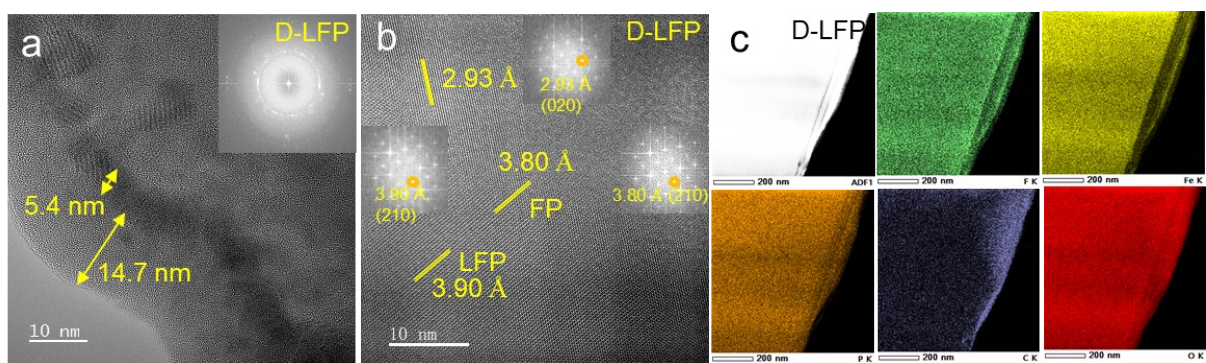 a
D-LFP
5.4 nm
14.7 nm
10 nm
b
D-LFP
2.93 Å
2.93 A
(020)
3.80 Å
FP
3.90 A
(210)
3.80 A (210)
LFP
3.90 Å
10 nm
c
D-LFP
200 nm
ADF1
200 nm
F K
200 nm
Fe K
200 nm
P K
200 nm
C K
200 nm
O K